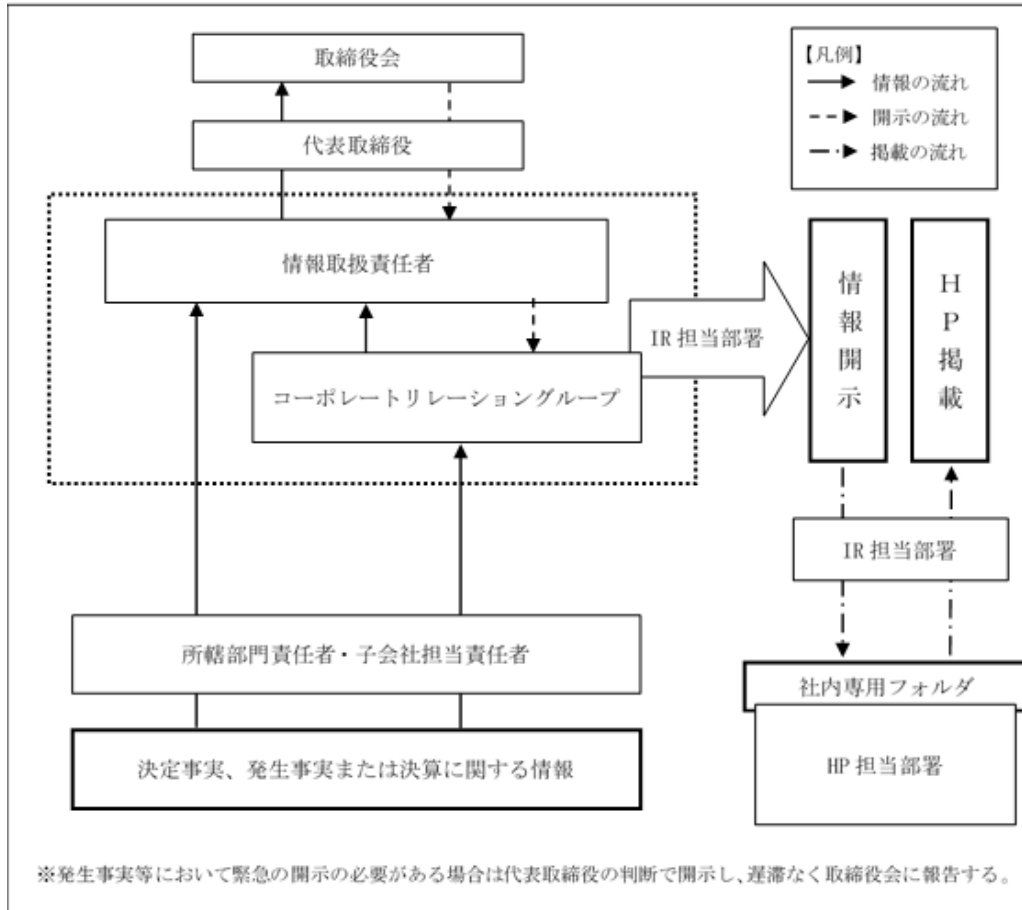 取締役会
代表取締役
【凡例】
情報の流れ
開示の流れ
掲載の流れ
情報取扱責任者
コーポレートリレーショングループ
IR 担当部署
情報開示
ＨＰ掲載
IR 担当部署
所轄部門責任者・子会社担当責任者
決定事実、発生事実または決算に関する情報
社内専用フォルダ
HP 担当部署
※発生事実等において緊急の開示の必要がある場合は代表取締役の判断で開示し、遅滞なく取締役会に報告する。